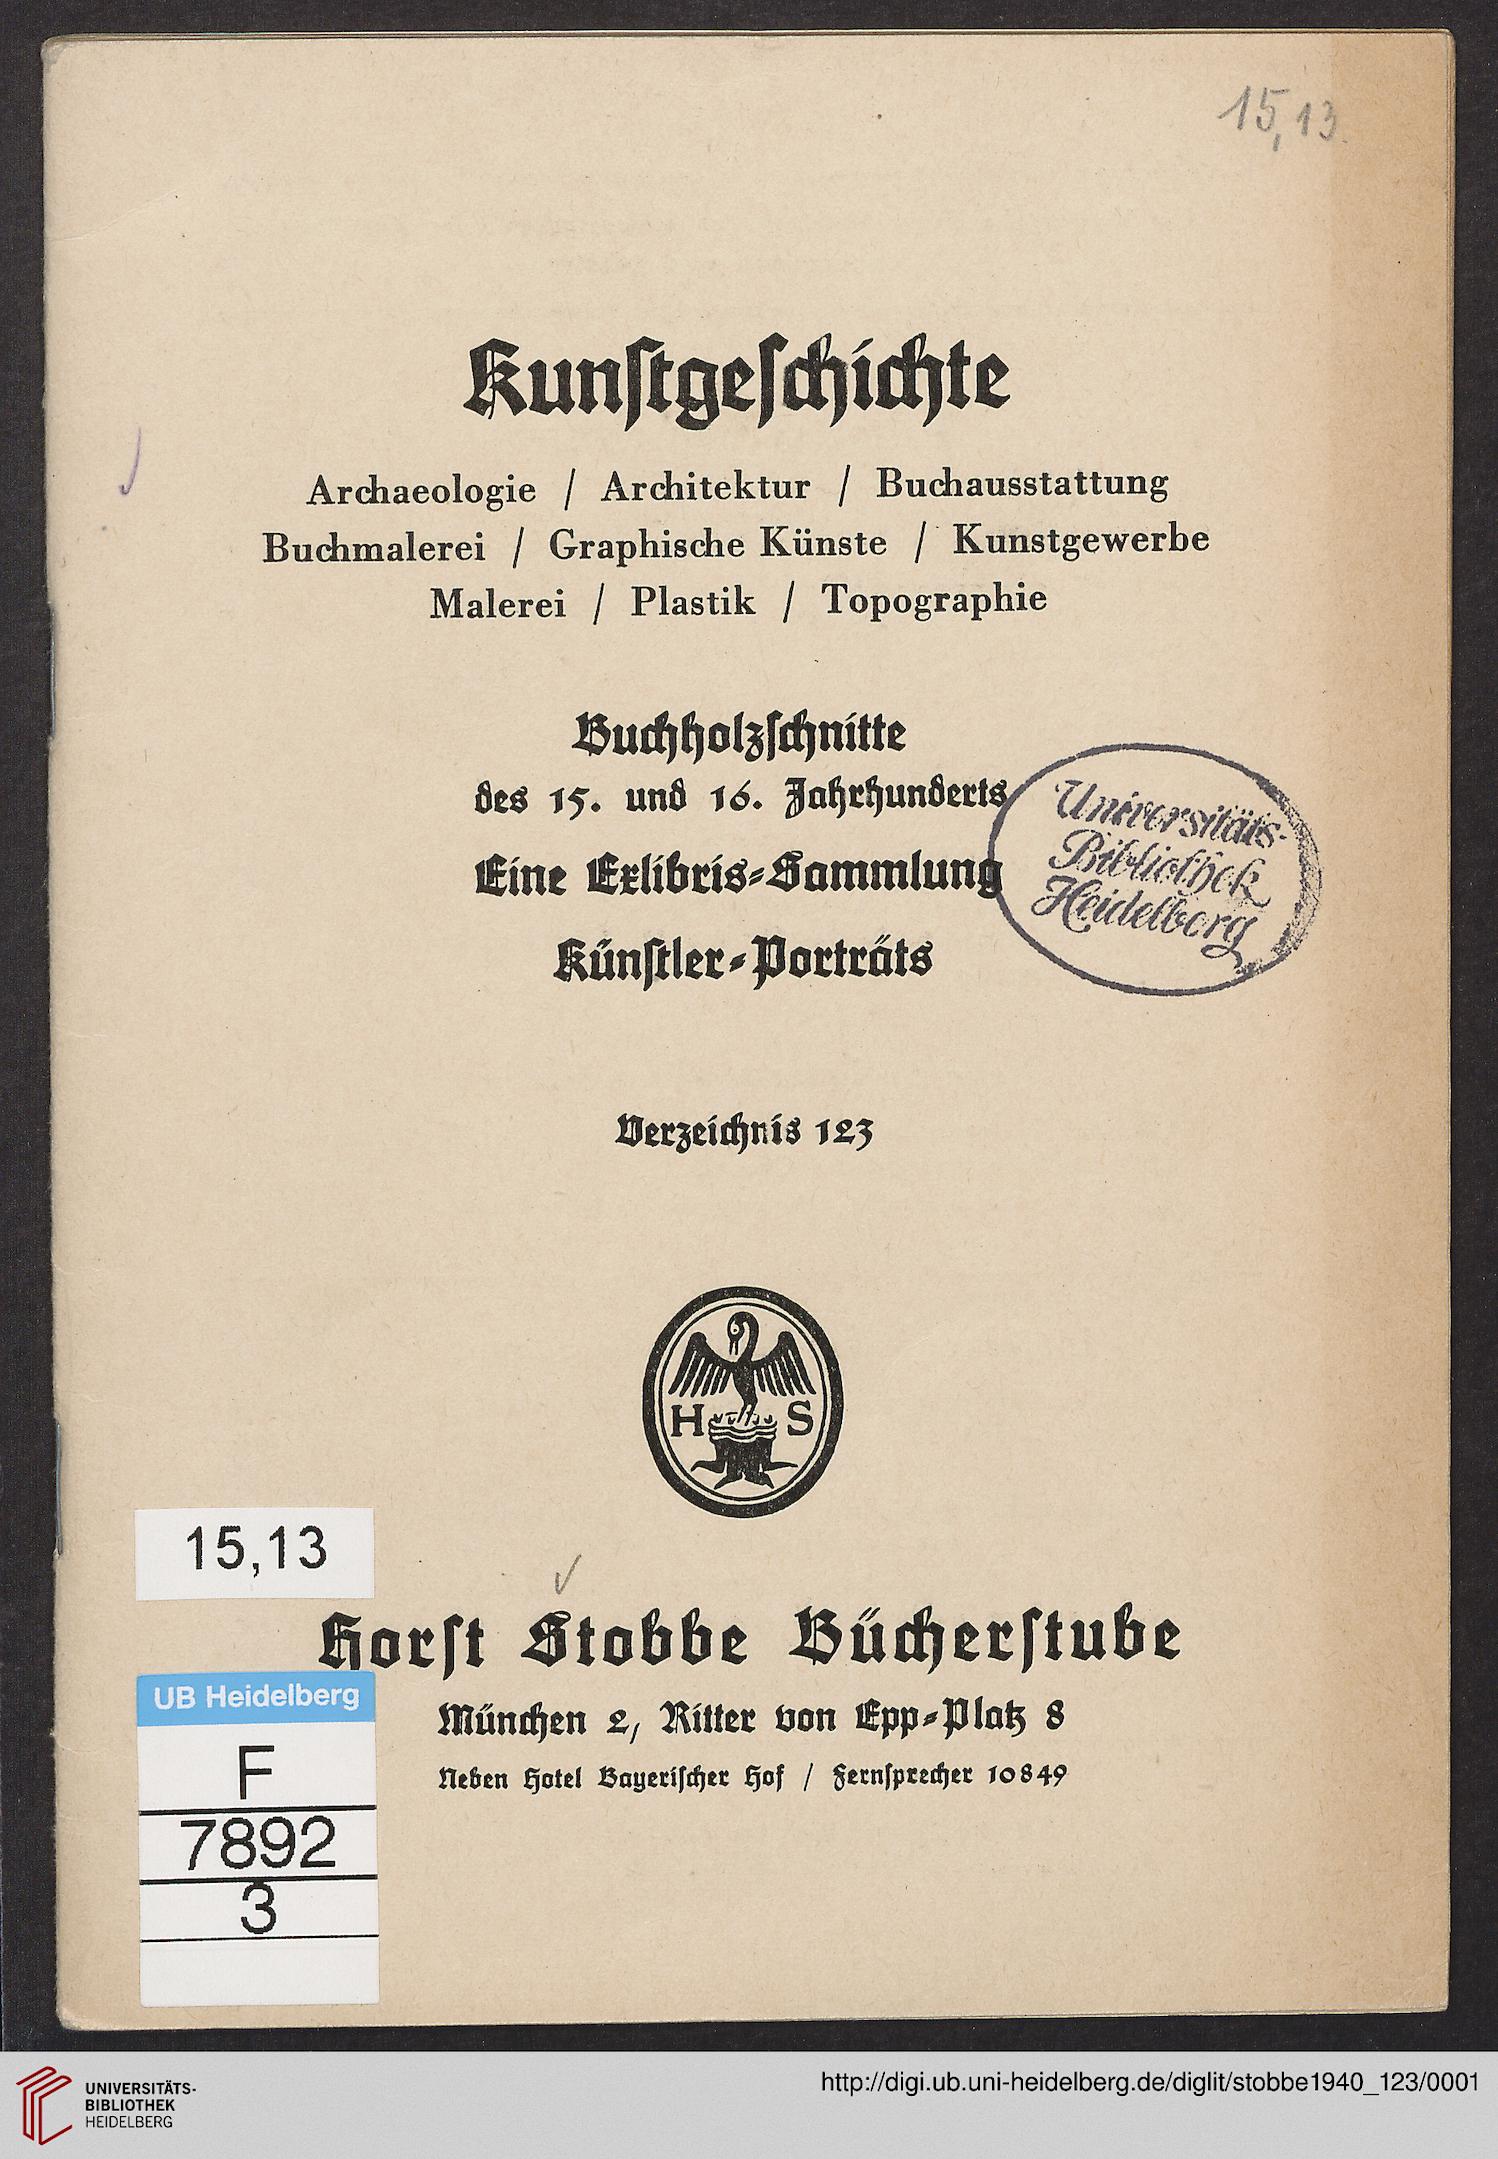 15,13.
Kunſtgeſchichte
Archaeologie / Architektur / Buchausstattung
Buchmalerei / Graphische Künste / Kunstgewerbe
Malerei / Plastik / Topographie
Buchholzſchnitte
des 15. und 16. Jahrhunderts
Eine Exlibris-Sammlung
Künſtler-Porträts
Universitäts-
Bibliothek
Heidelberg
Verzeichnis 123
H S
15,13
Horſt Stobbe Bücherſtube
München 2, Ritter von Epp-Platz 8
Neben Hotel Bayeriſcher Hof / Fernſprecher 10849
UB Heidelberg
F
7892
3
UNIVERSITÄTS-
BIBLIOTHEK
HEIDELBERG
http://digi.ub.uni-heidelberg.de/diglit/stobbe1940_123/0001